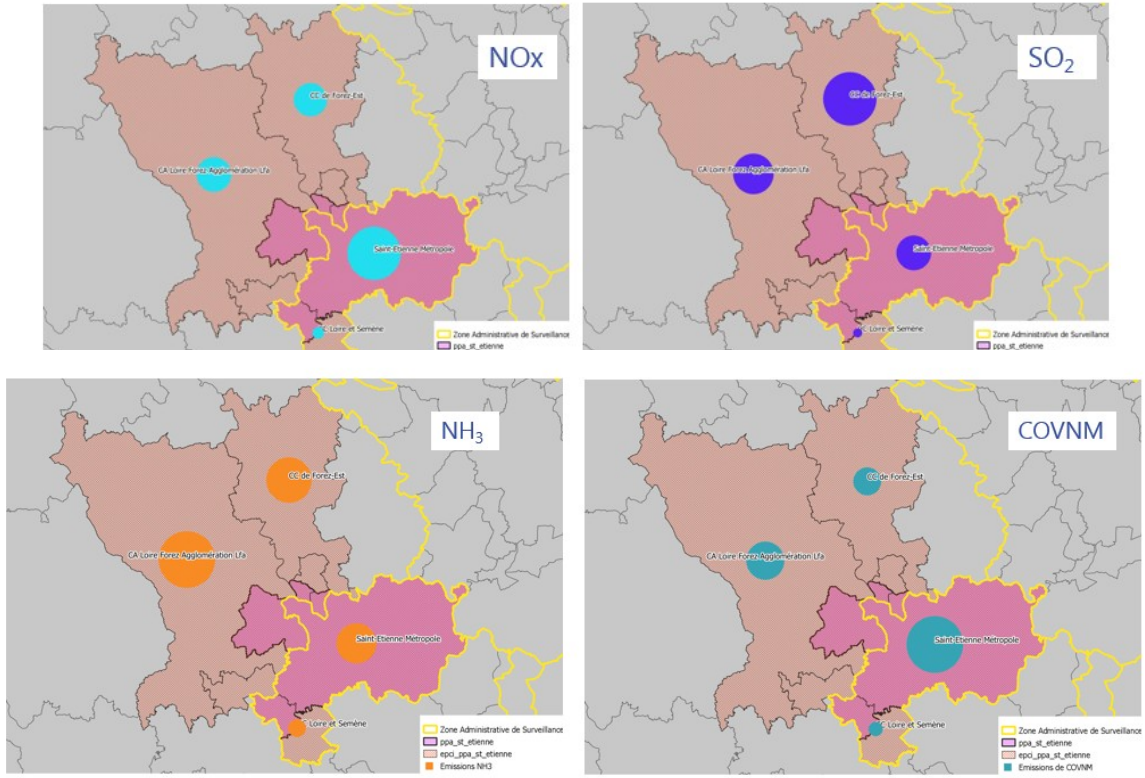 NOx
CC de Forez-Est
CA Loire Forez Agglomération Lfa
Saint-Etienne Métropole
C Loire et Semène
Zone Administrative de Surveillance
ppa_st_etienne
SO₂
CC de Forez-Est
CA Loire Forez Agglomération Lfa
Saint-Etienne Métropole
C Loire et Semène
Zone Administrative de Surveillance
ppa_st_etienne
NH₃
CC de Forez-Est
CA Loire Forez Agglomération Lfa
Saint-Etienne Métropole
C Loire et Semène
Zone Administrative de Surveillance
ppa_st_etienne
epci_ppa_st_etienne
Emissions NH3
COVNM
CC de Forez-Est
CA Loire Forez Agglomération Lfa
Saint-Etienne Métropole
C Loire et Semène
Zone Administrative de Surveillance
ppa_st_etienne
epci_ppa_st_etienne
Emissions de COVNM